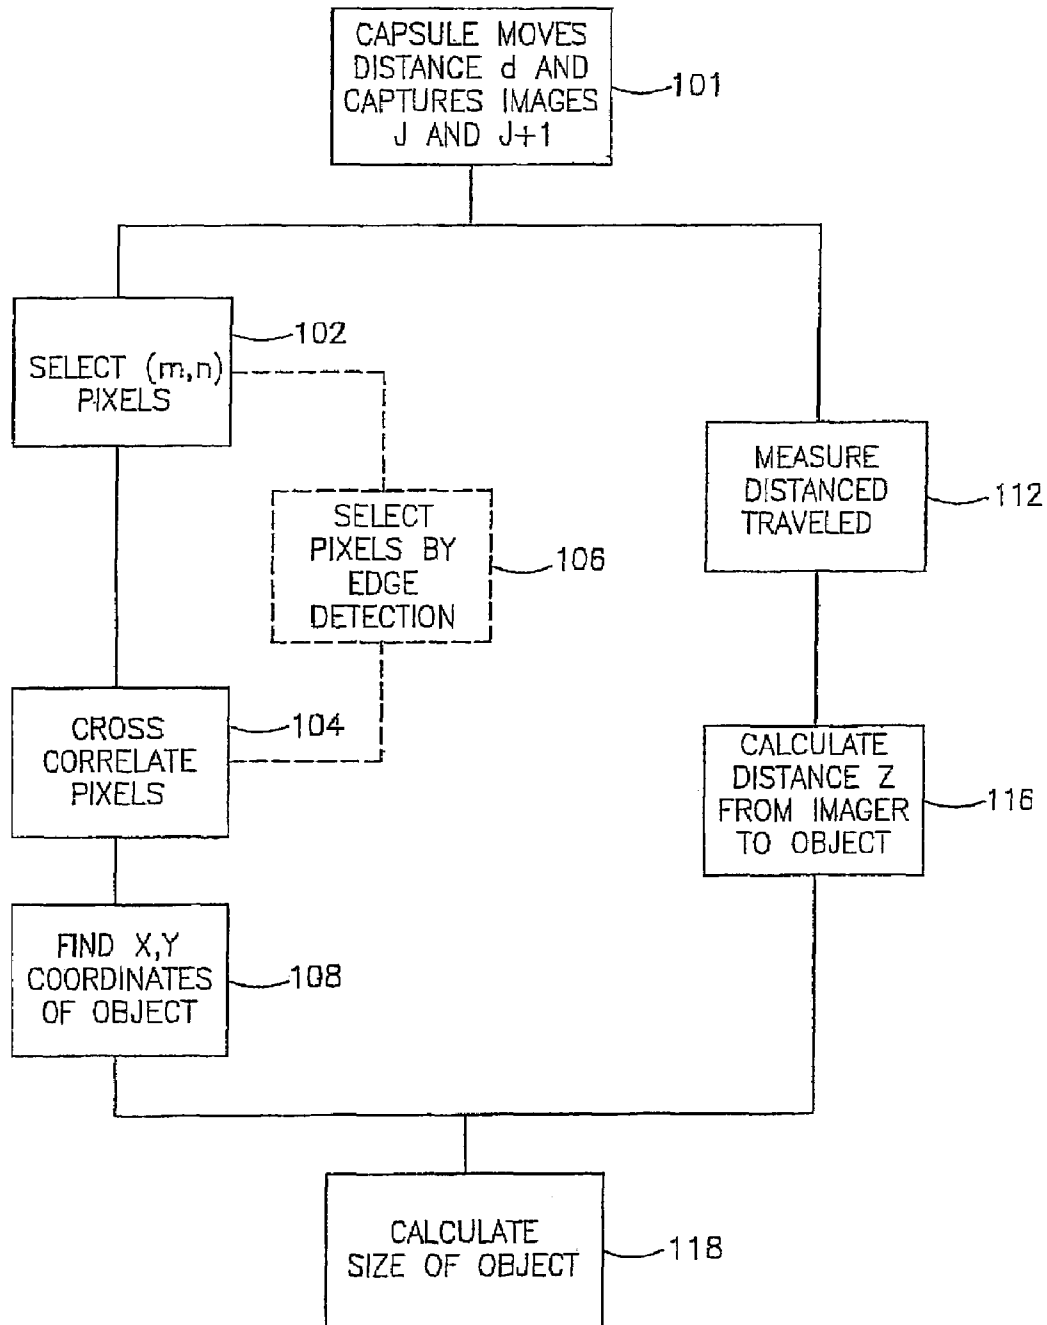 CAPSULE MOVES
DISTANCE d AND
CAPTURES IMAGES
J AND J+1
101
102
SELECT (m,n)
PIXELS
SELECT
PIXELS BY
EDGE
DETECTION
106
MEASURE
DISTANCED
TRAVELED
112
CROSS
CORRELATE
PIXELS
104
CALCULATE
DISTANCE Z
FROM IMAGER
TO OBJECT
116
FIND X,Y
COORDINATES
OF OBJECT
108
CALCULATE
SIZE OF OBJECT
118